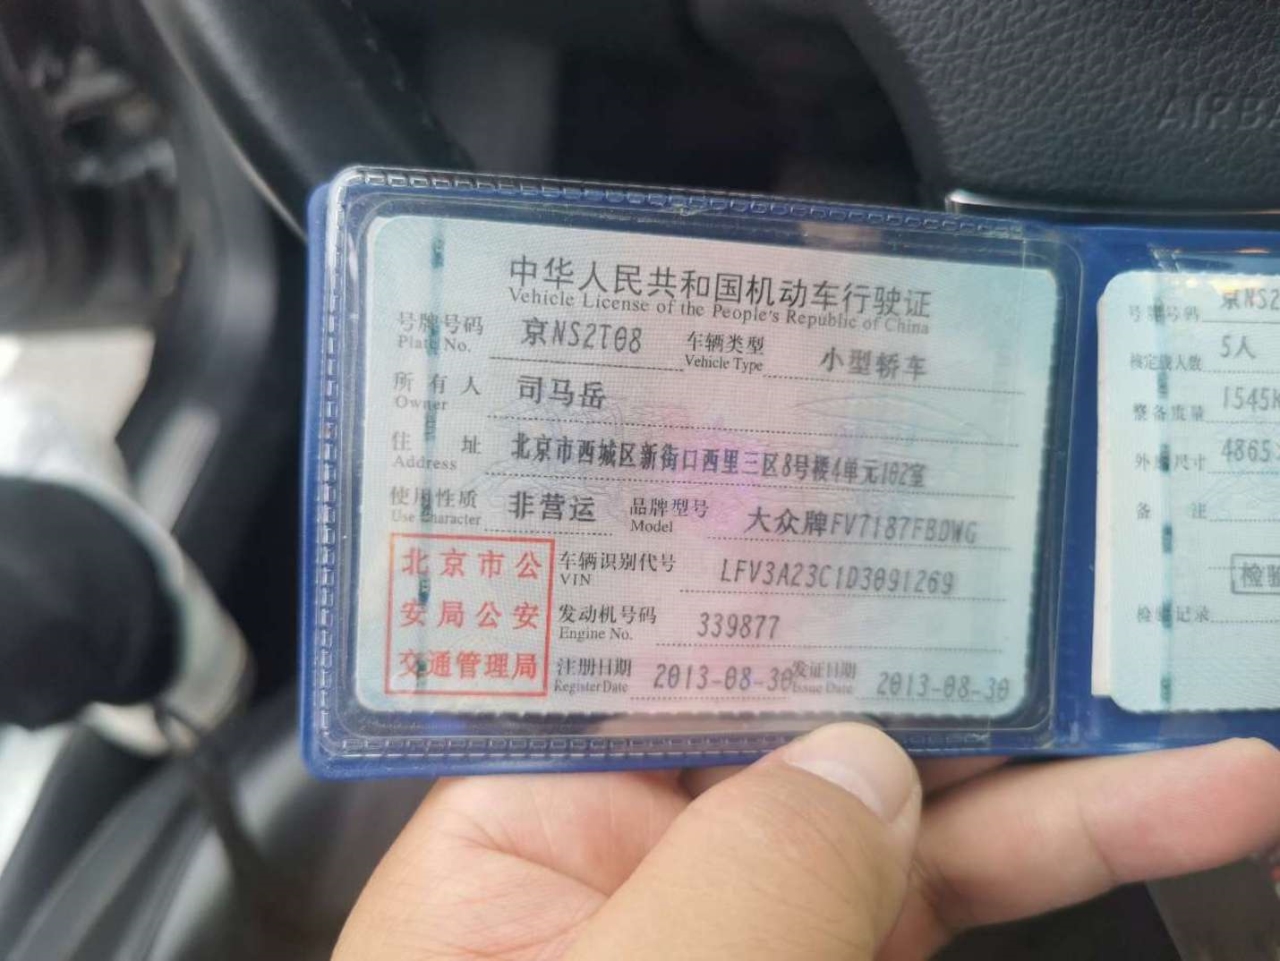 AIRBA
中华人民共和国机动车行驶证
Vehicle License of the People's Republic of China
号牌号码 京NS2T08 车辆类型 小型轿车
Plate No. Vehicle Type
所有人 司马岳
Owner
住址 北京市西城区新街口西里三区8号楼4单元102室
Address
使用性质 非营运 品牌型号 大众牌FV7187FBDWG
Use Character Model
北京市公
安局公安
交通管理局
车辆识别代号 LFV3A23C1D3091269
VIN
发动机号码 339877
Engine No.
注册日期 2013-08-30 发证日期 2013-08-30
Register Date Issue Date
号牌号码 京NS2
核定载人数 5人
整备质量 1545K
外廓尺寸 4865
备注
检验
检验记录